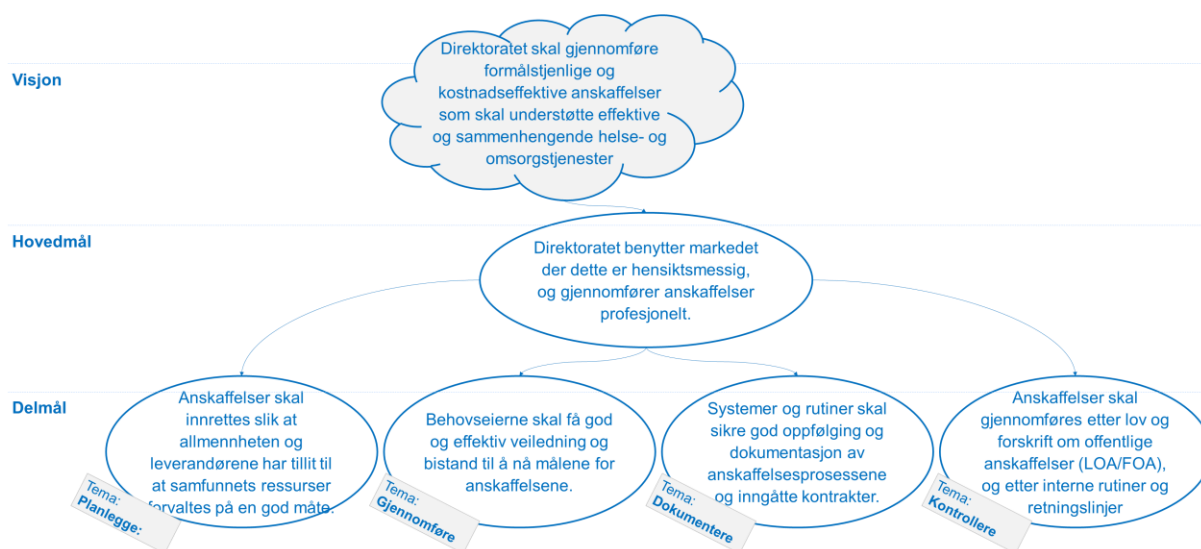 Visjon
Direktoratet skal gjennomføre
formålstjenlige og
kostnadseffektive anskaffelser
som skal understøtte effektive
og sammenhengende helse- og
omsorgstjenester
Hovedmål
Direktoratet benytter markedet
der dette er hensiktsmessig,
og gjennomfører anskaffelser
profesjonelt.
Delmål
Anskaffelser skal
innrettes slik at
allmennheten og
leverandørene har tillit til
at samfunnets ressurser
forvaltes på en god måte.
Tema:
Planlegge:
Behovseierne skal få god
og effektiv veiledning og
bistand til å nå målene for
anskaffelsene.
Tema:
Gjennomføre
Systemer og rutiner skal
sikre god oppfølging og
dokumentasjon av
anskaffelsesprosessene
og inngåtte kontrakter.
Tema:
Dokumentere
Anskaffelser skal
gjennomføres etter lov og
forskrift om offentlige
anskaffelser (LOA/FOA),
og etter interne rutiner og
retningslinjer
Tema:
Kontrollere